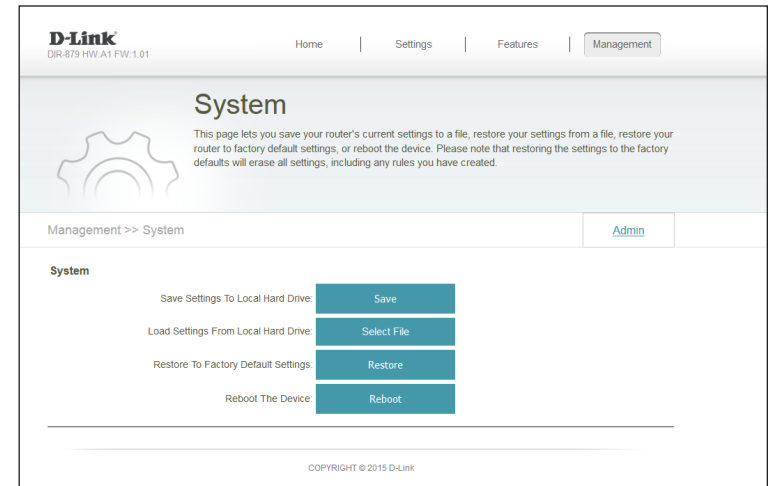 D-Link
DIR-879 HW:A1 FW:1.01
Home | Settings | Features | Management
System
This page lets you save your router's current settings to a file, restore your settings from a file, restore your
router to factory default settings, or reboot the device. Please note that restoring the settings to the factory
defaults will erase all settings, including any rules you have created.
Management >> System
Admin
System
Save Settings To Local Hard Drive: Save
Load Settings From Local Hard Drive: Select File
Restore To Factory Default Settings: Restore
Reboot The Device: Reboot
COPYRIGHT © 2015 D-Link